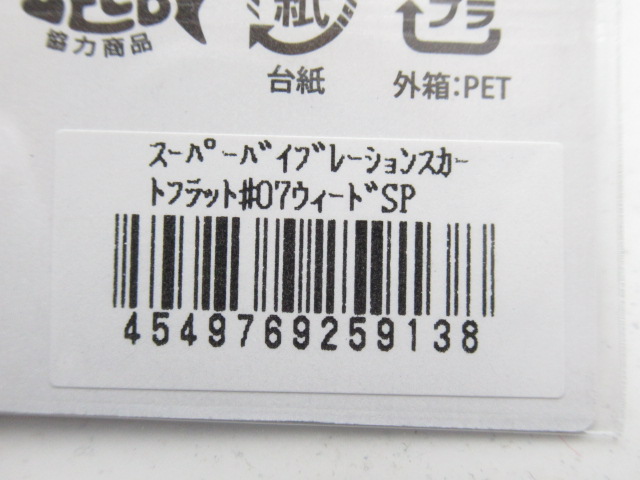 協力商品
紙
台紙
プラ
外箱:PET
スーパーバイブレーションスカー
トフラット#07ウィードSP
4549769259138